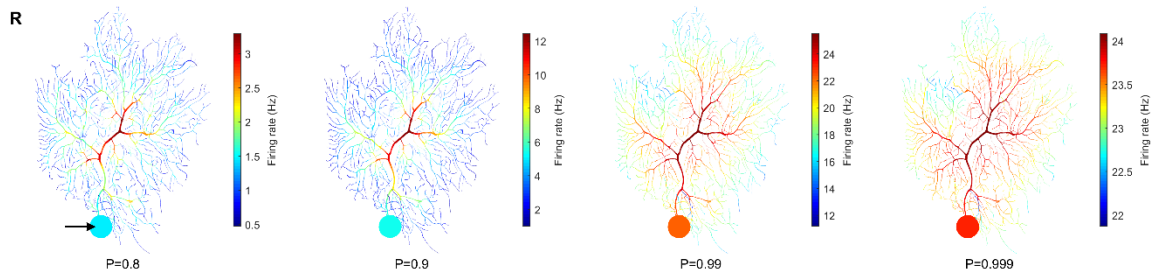 R
3
2.5
2
1.5
1
0.5
Firing rate (Hz)
P=0.8
12
10
8
6
4
2
Firing rate (Hz)
P=0.9
24
22
20
18
16
14
12
Firing rate (Hz)
P=0.99
24
23.5
23
22.5
22
Firing rate (Hz)
P=0.999